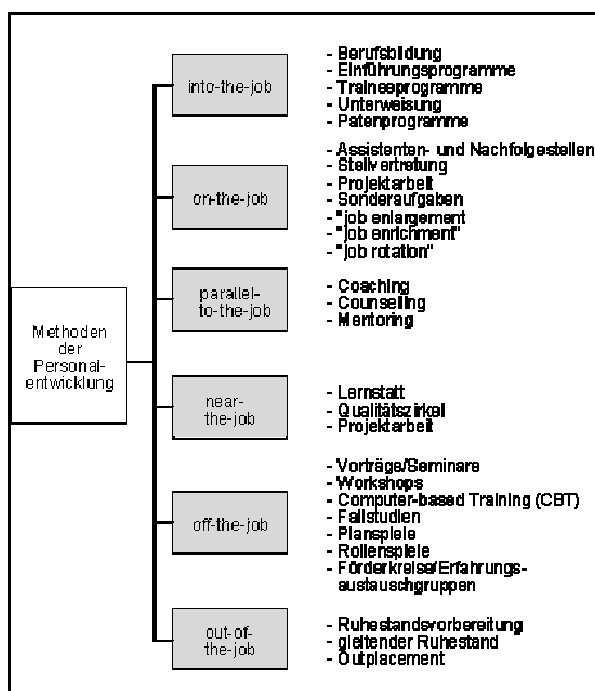 into-the-job
- Berufsbildung
- Einführungsprogramme
- Traineeprogramme
- Unterweisung
- Patenprogramme
on-the-job
- Assistenten- und Nachfolgestellen
- Stellvertretung
- Projektarbeit
- Sonderaufgaben
- "job enlargement
- "job enrichment"
- "job rotation"
parallel-
to-the-job
- Coaching
- Counselling
- Mentoring
Methoden
der
Personal-
entwicklung
near-
the-job
- Lernstatt
- Qualitätszirkel
- Projektarbeit
off-the-job
- Vorträge/Seminare
- Workshops
- Computer-based Training (CBT)
- Fallstudien
- Planspiele
- Rollenspiele
- Förderkreise/Erfahrungs-
austauschgruppen
out-of-
the-job
- Ruhestandsvorbereitung
- gleitender Ruhestand
- Outplacement